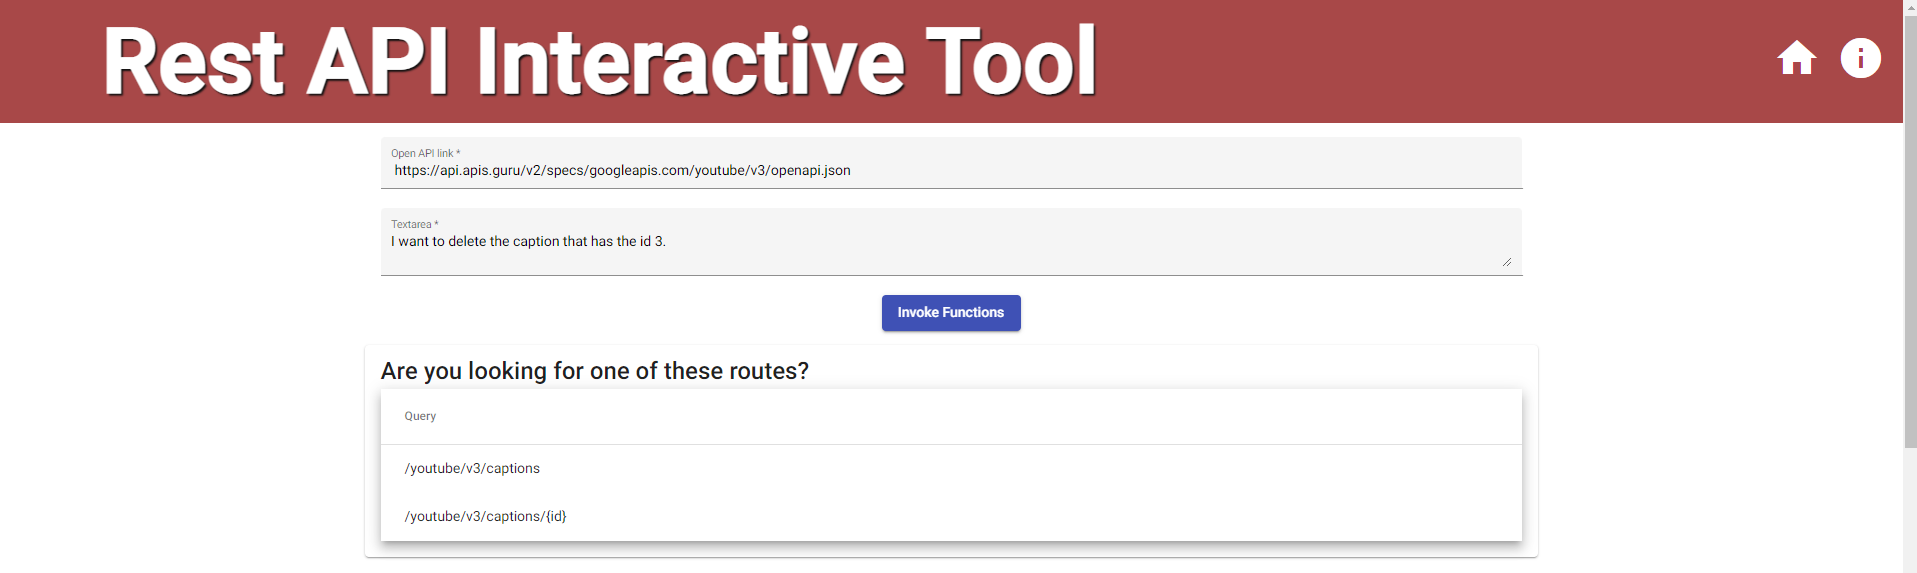 Rest API Interactive Tool
Open API link *
https://api.apis.guru/v2/specs/googleapis.com/youtube/v3/openapi.json
Textarea *
I want to delete the caption that has the id 3.
Invoke Functions
Are you looking for one of these routes?
Query
/youtube/v3/captions
/youtube/v3/captions/{id}